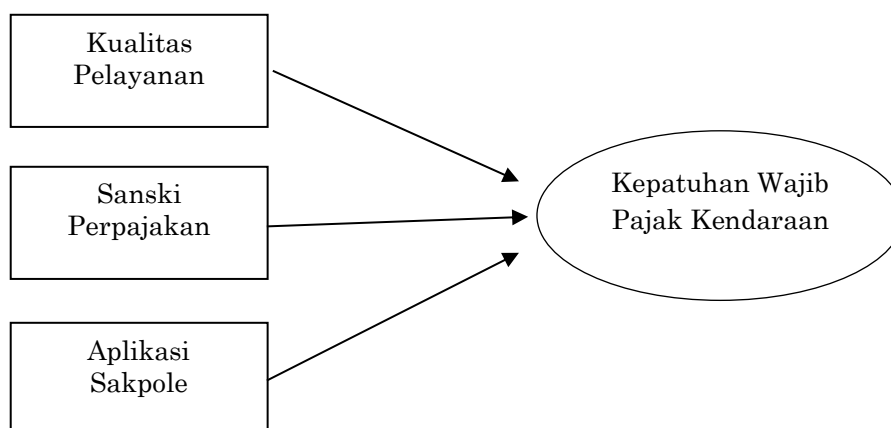 Kualitas
Pelayanan
Sanski
Perpajakan
Aplikasi
Sakpole
Kepatuhan Wajib
Pajak Kendaraan